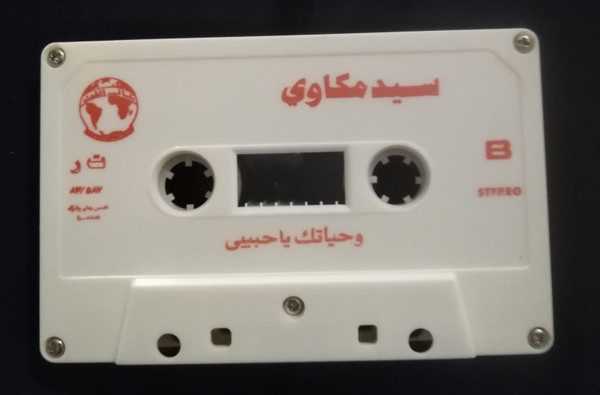 سيد مكاوي
B
ت ر
STEREO
وحياتك ياحبيبى